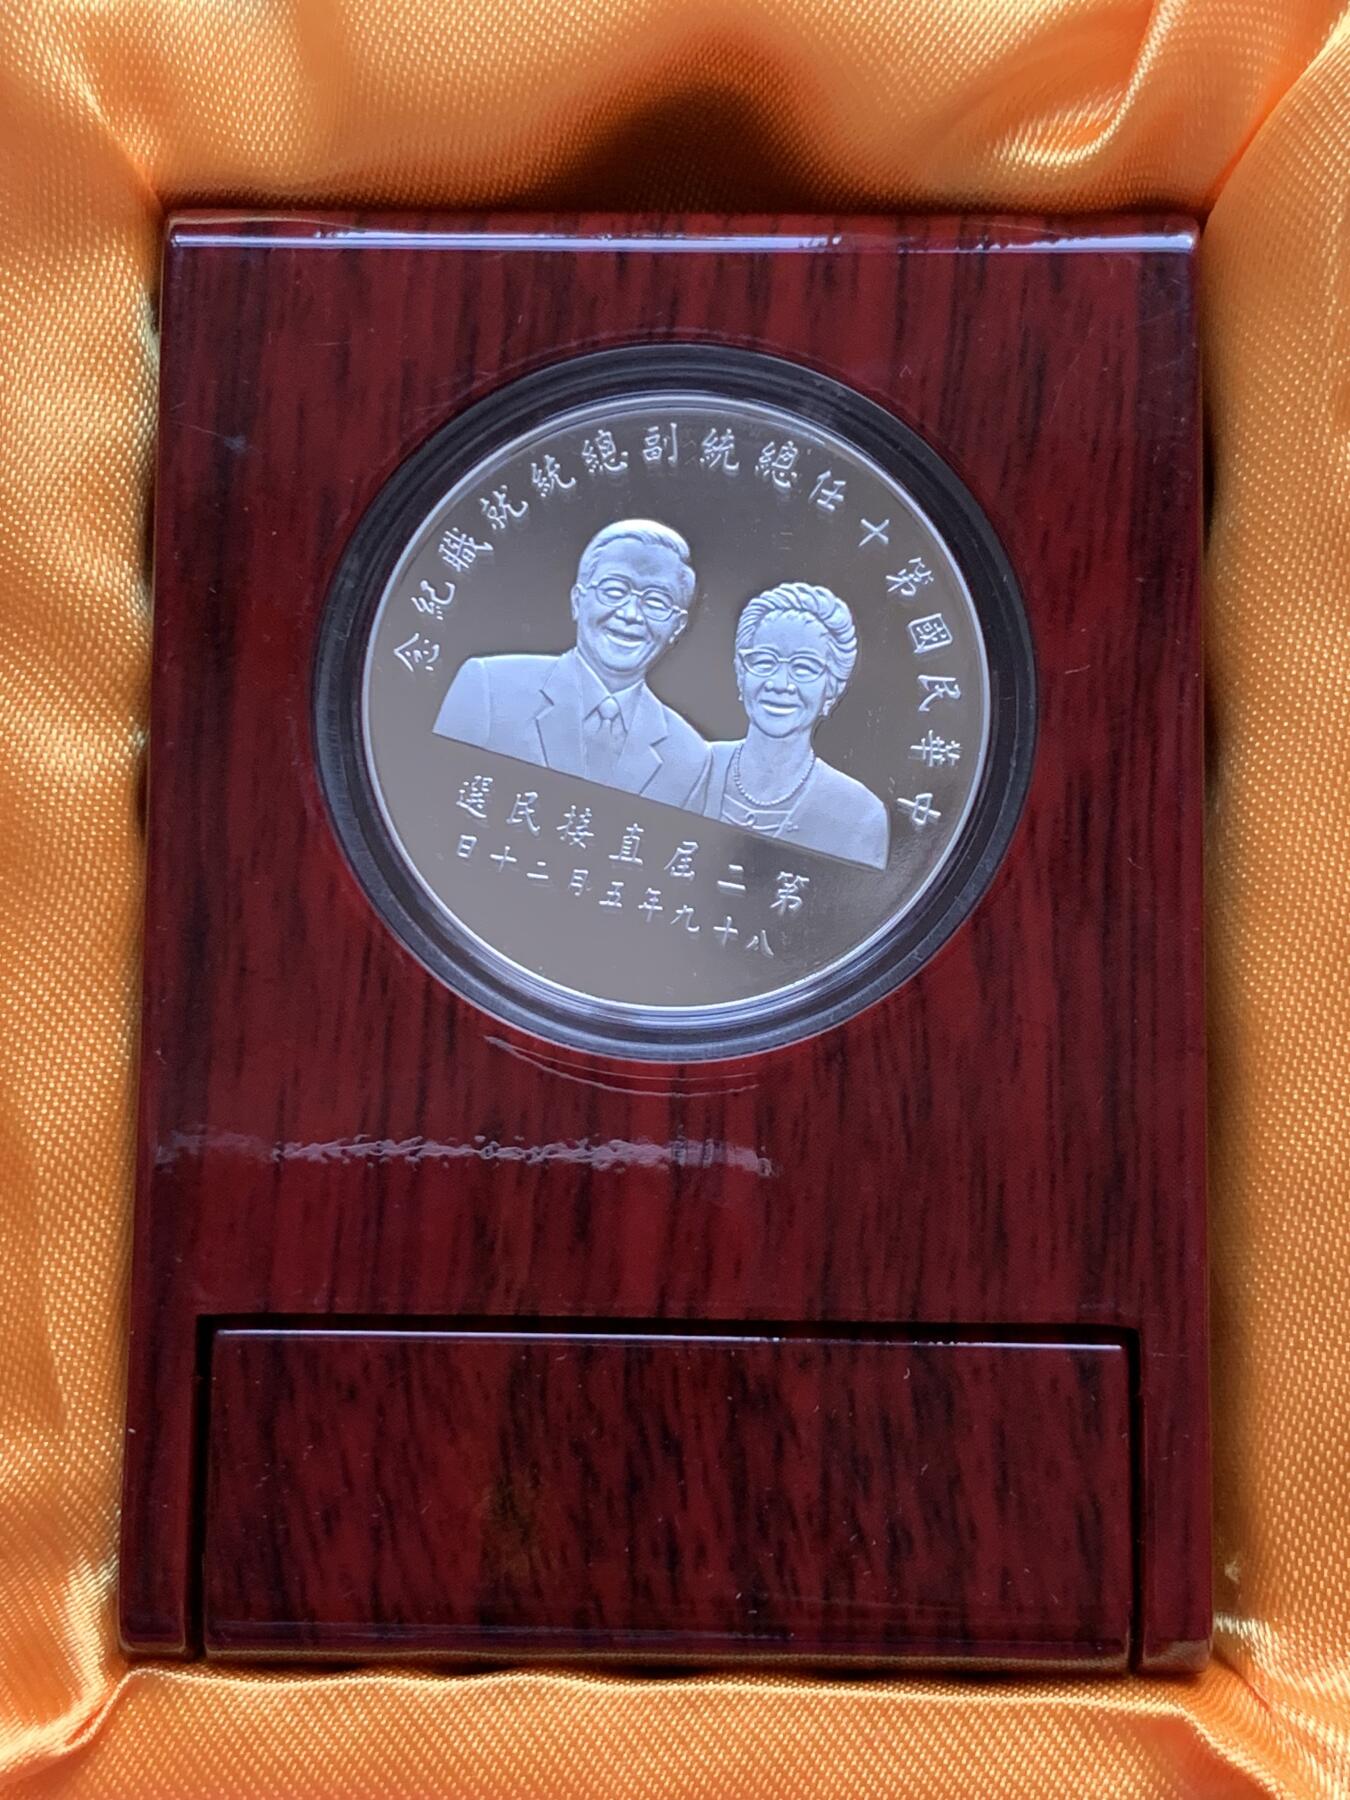 中華民國第十任總統副總統就職紀念
第二屆直接民選
八十九年五月二十日